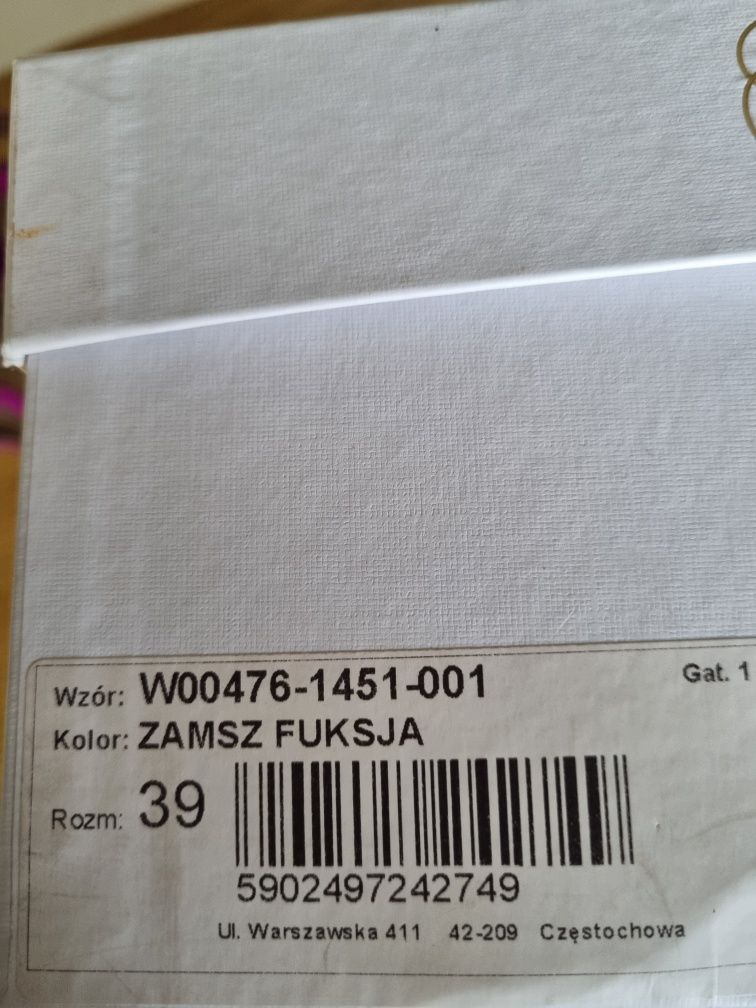 Wzór: W00476-1451-001 Gat. 1
Kolor: ZAMSZ FUKSJA
Rozm: 39
5902497242749
Ul. Warszawska 411 42-209 Częstochowa